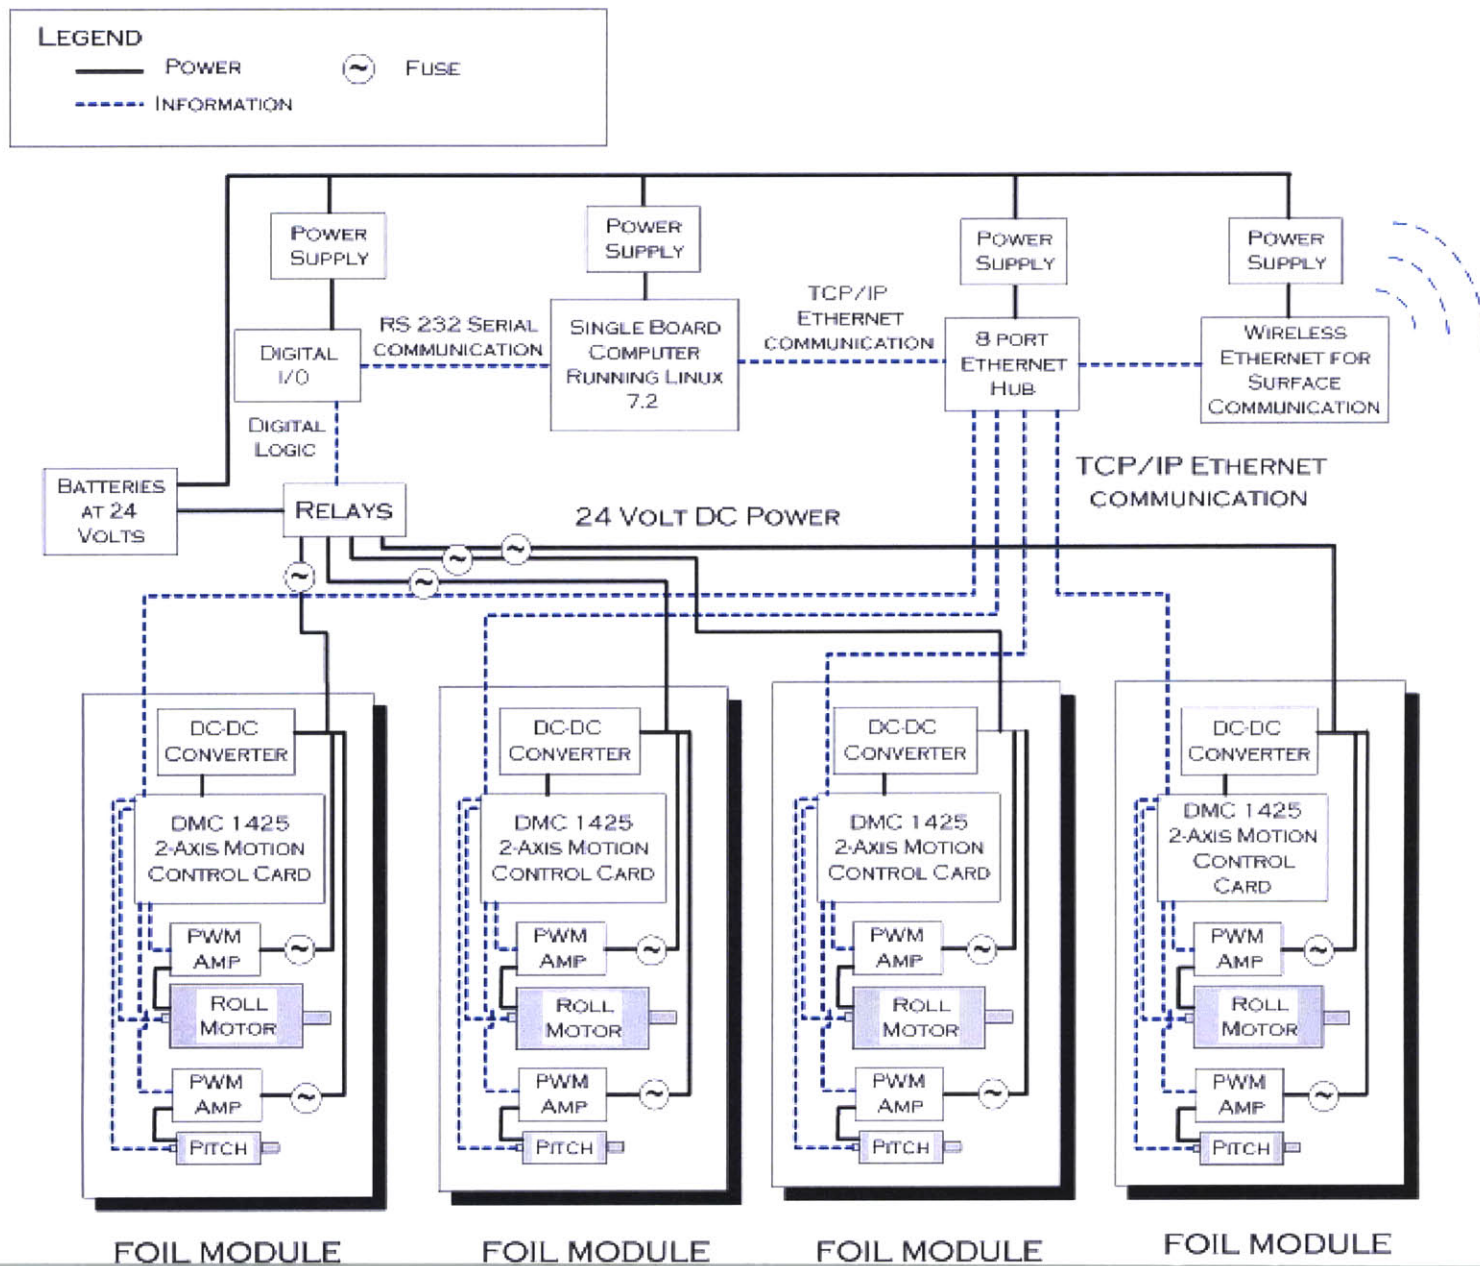 LEGEND
POWER
FUSE
INFORMATION
POWER
SUPPLY
POWER
SUPPLY
POWER
SUPPLY
POWER
SUPPLY
DIGITAL
I/O
RS 232 SERIAL
COMMUNICATION
SINGLE BOARD
COMPUTER
RUNNING LINUX
7.2
TCP/IP
ETHERNET
COMMUNICATION
8 PORT
ETHERNET
HUB
WIRELESS
ETHERNET FOR
SURFACE
COMMUNICATION
DIGITAL
LOGIC
BATTERIES
AT 24
VOLTS
RELAYS
24 VOLT DC POWER
TCP/IP ETHERNET
COMMUNICATION
DC-DC
CONVERTER
DMC 1425
2-AXIS MOTION
CONTROL CARD
PWM
AMP
ROLL
MOTOR
PWM
AMP
PITCH
FOIL MODULE
DC-DC
CONVERTER
DMC 1425
2-AXIS MOTION
CONTROL CARD
PWM
AMP
ROLL
MOTOR
PWM
AMP
PITCH
FOIL MODULE
DC-DC
CONVERTER
DMC 1425
2-AXIS MOTION
CONTROL CARD
PWM
AMP
ROLL
MOTOR
PWM
AMP
PITCH
FOIL MODULE
DC-DC
CONVERTER
DMC 1425
2-AXIS MOTION
CONTROL
CARD
PWM
AMP
ROLL
MOTOR
PWM
AMP
PITCH
FOIL MODULE